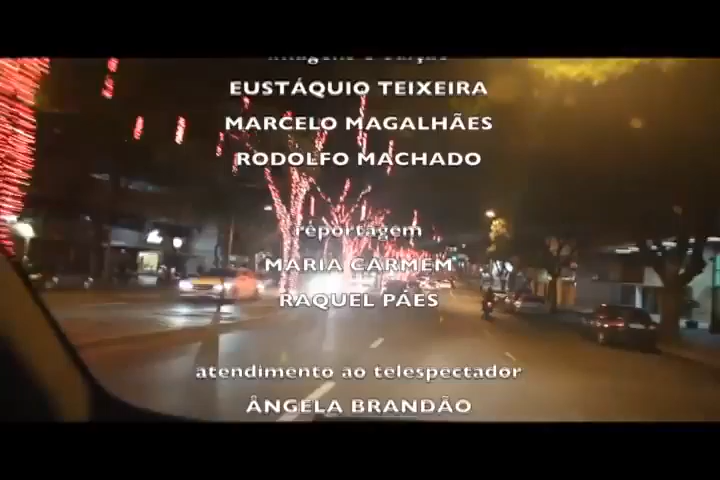 EUSTÁQUIO TEIXEIRA
MARCELO MAGALHÃES
RODOLFO MACHADO
reportagem
MARIA CARMEM
RAQUEL PAES
atendimento ao telespectador
ÂNGELA BRANDÃO